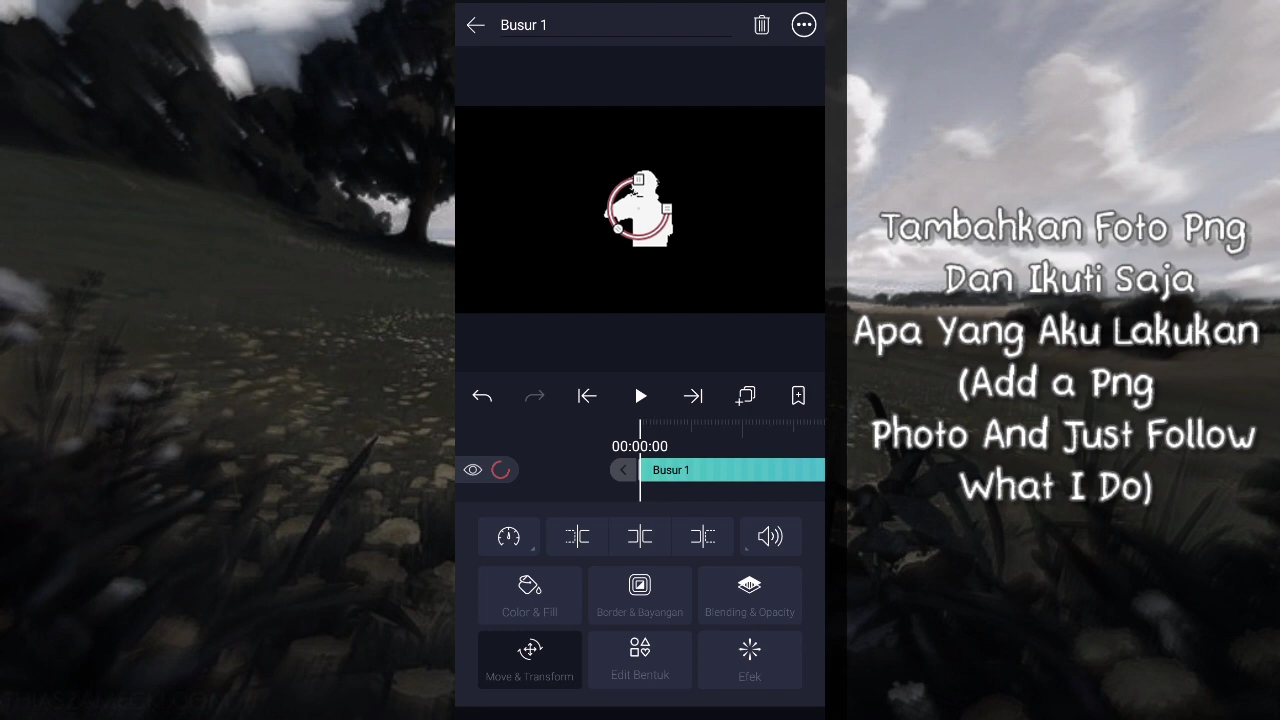 Busur 1
Tambahkan Foto Png
Dan Ikuti Saja
Apa Yang Aku Lakukan
(Add a Png
Photo And Just Follow
What I Do)
00:00:00
Busur 1
Color & Fill
Border & Bayangan
Blending & Opacity
Move & Transform
Edit Bentuk
Efek